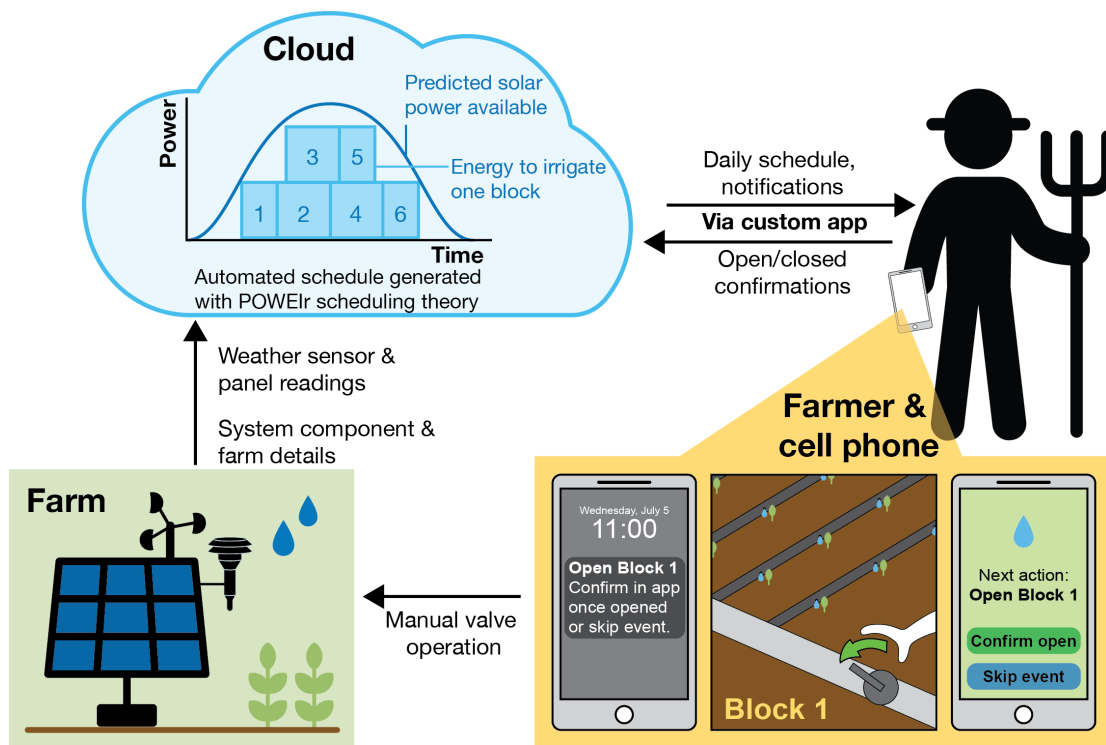 Cloud
Predicted solar
power available
Power
3
5
Energy to irrigate
one block
1
2
4
6
Time
Automated schedule generated
with POWEIr scheduling theory
Daily schedule,
notifications
Via custom app
Open/closed
confirmations
Weather sensor &
panel readings
System component &
farm details
Farm
Manual valve
operation
Farmer &
cell phone
Wednesday, July 5
11:00
Open Block 1
Confirm in app
once opened
or skip event.
Block 1
Next action:
Open Block 1
Confirm open
Skip event